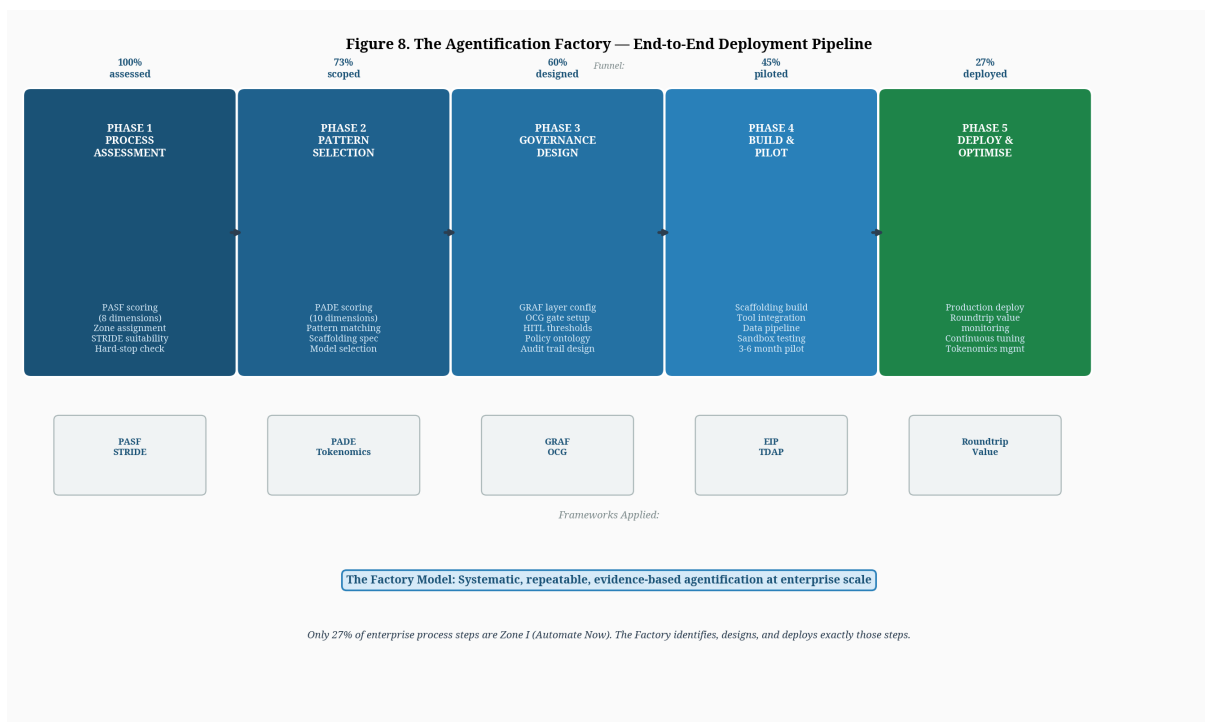 Figure 8. The Agentification Factory — End-to-End Deployment Pipeline
100%
assessed
73%
scoped
60%
designed
Funnel:
45%
piloted
27%
deployed
PHASE 1
PROCESS
ASSESSMENT
PASF scoring
(8 dimensions)
Zone assignment
STRIDE suitability
Hard-stop check
PHASE 2
PATTERN
SELECTION
PADE scoring
(10 dimensions)
Pattern matching
Scaffolding spec
Model selection
PHASE 3
GOVERNANCE
DESIGN
GRAF layer config
OCG gate setup
HITL thresholds
Policy ontology
Audit trail design
PHASE 4
BUILD &
PILOT
Scaffolding build
Tool integration
Data pipeline
Sandbox testing
3-6 month pilot
PHASE 5
DEPLOY &
OPTIMISE
Production deploy
Roundtrip value
monitoring
Continuous tuning
Tokenomics mgmt
PASF
STRIDE
PADE
Tokenomics
GRAF
OCG
EIP
TDAP
Roundtrip
Value
Frameworks Applied:
The Factory Model: Systematic, repeatable, evidence-based agentification at enterprise scale
Only 27% of enterprise process steps are Zone I (Automate Now). The Factory identifies, designs, and deploys exactly those steps.